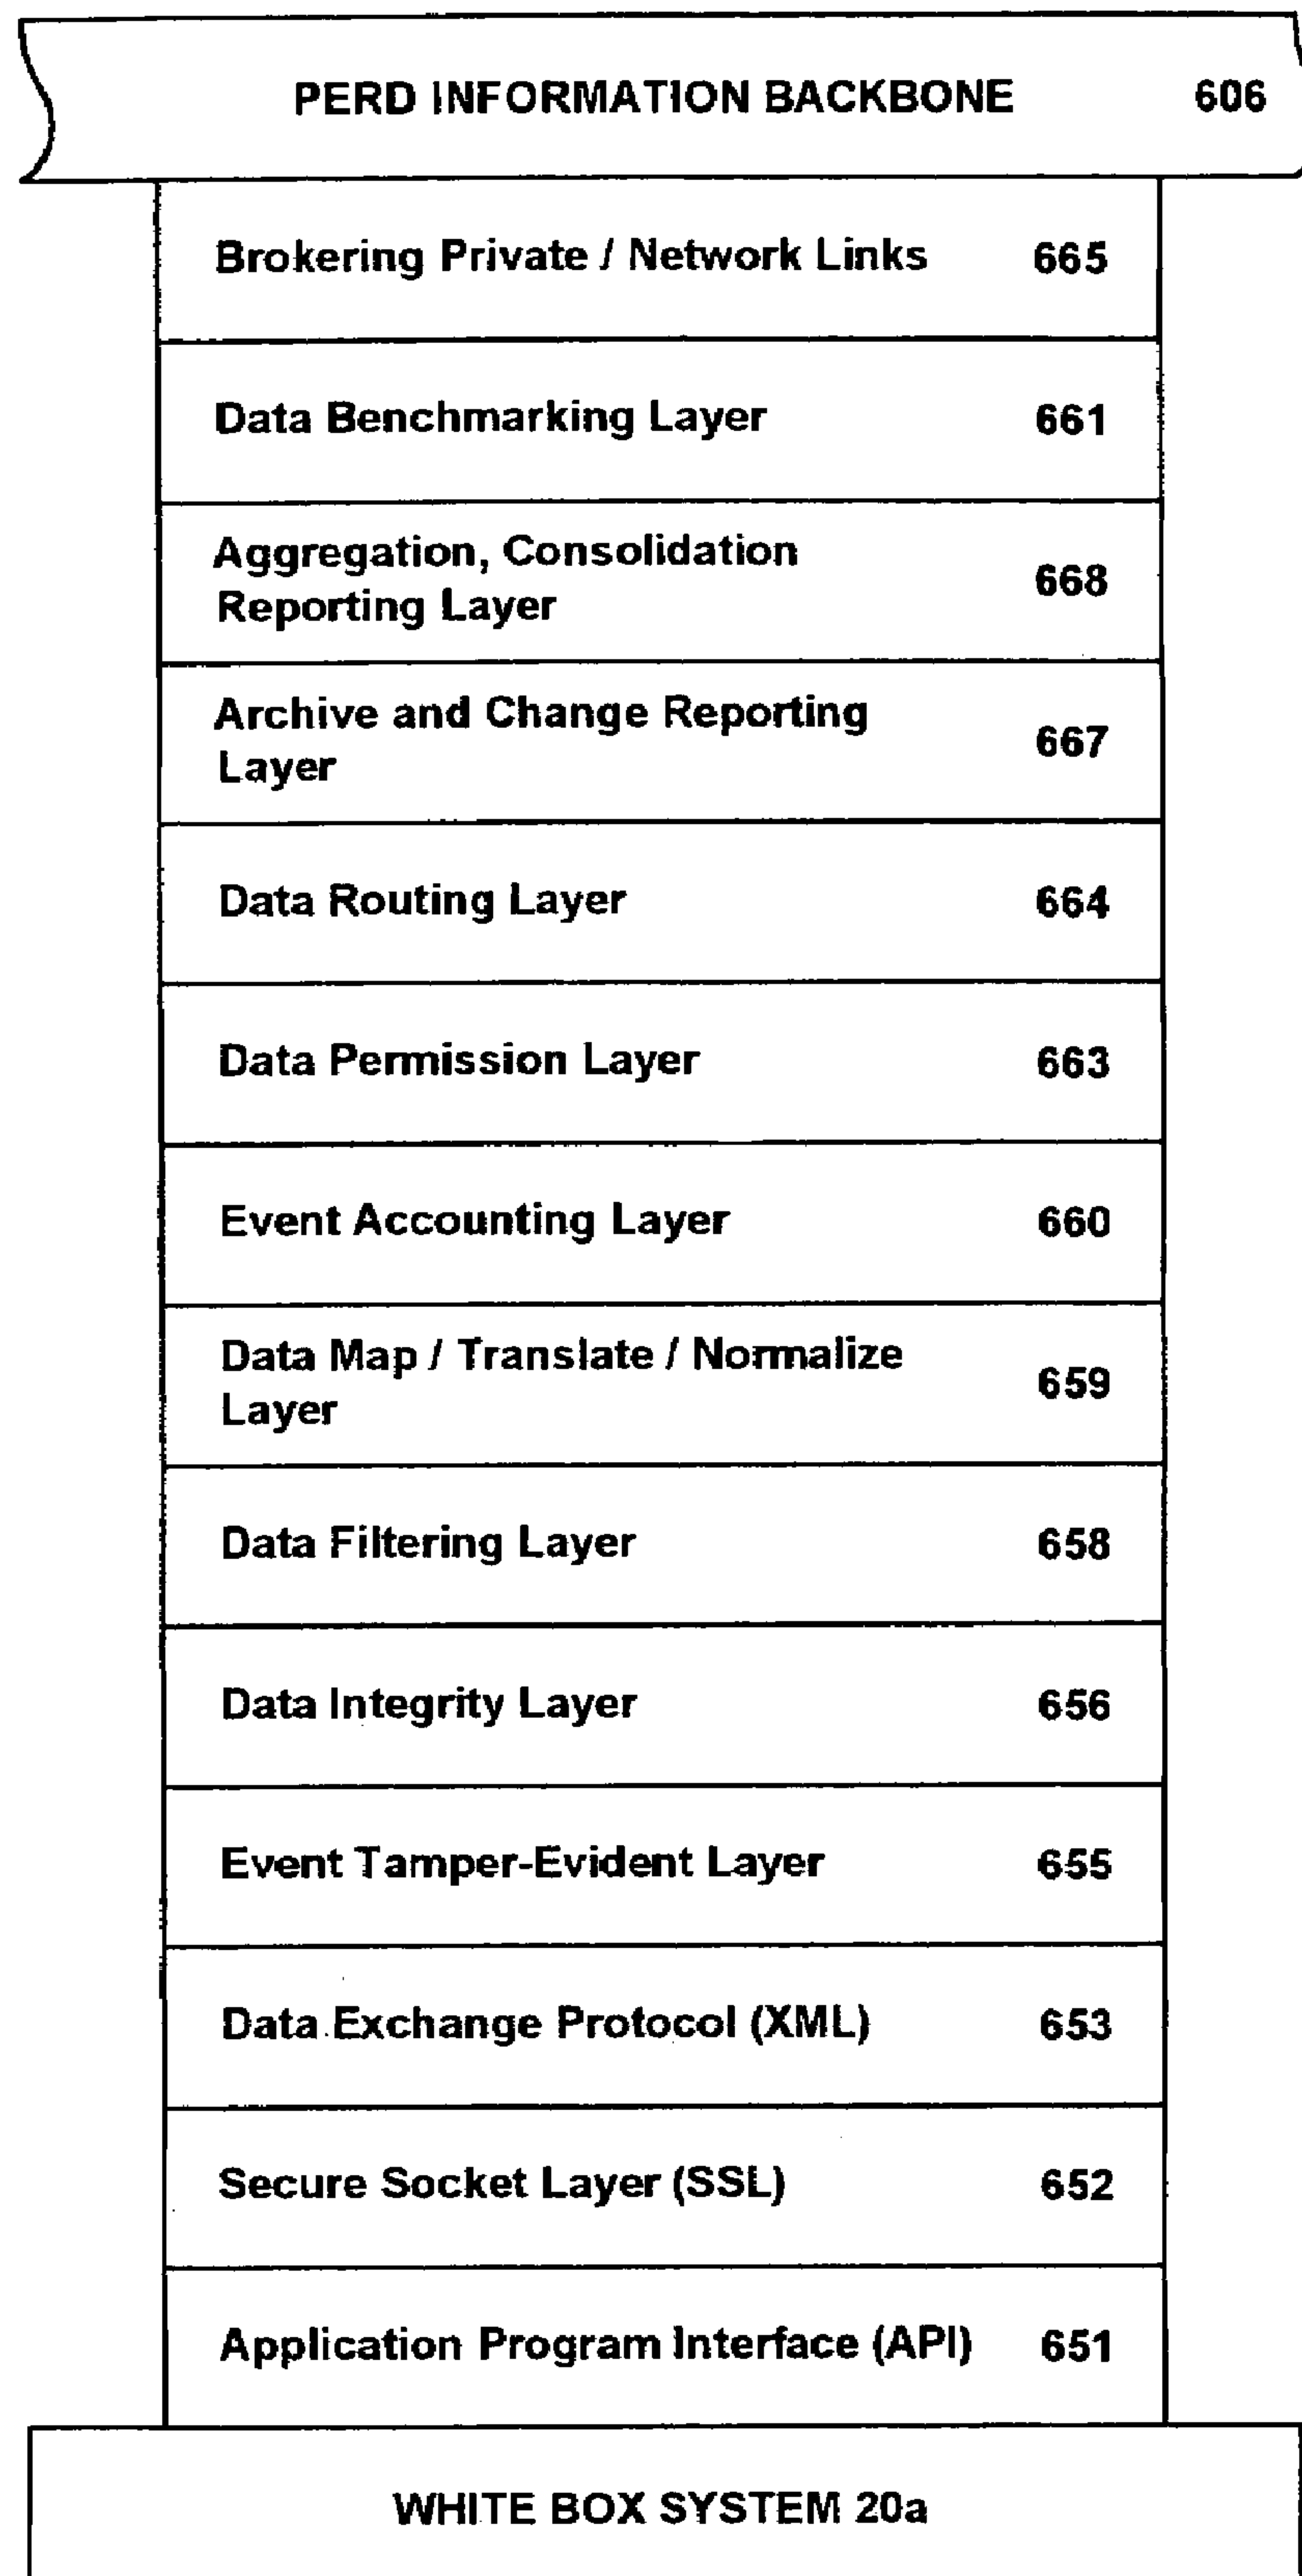 PERD INFORMATION BACKBONE 606
Brokering Private / Network Links 665
Data Benchmarking Layer 661
Aggregation, Consolidation
Reporting Layer 668
Archive and Change Reporting
Layer 667
Data Routing Layer 664
Data Permission Layer 663
Event Accounting Layer 660
Data Map / Translate / Normalize
Layer 659
Data Filtering Layer 658
Data Integrity Layer 656
Event Tamper-Evident Layer 655
Data Exchange Protocol (XML) 653
Secure Socket Layer (SSL) 652
Application Program Interface (API) 651
WHITE BOX SYSTEM 20a